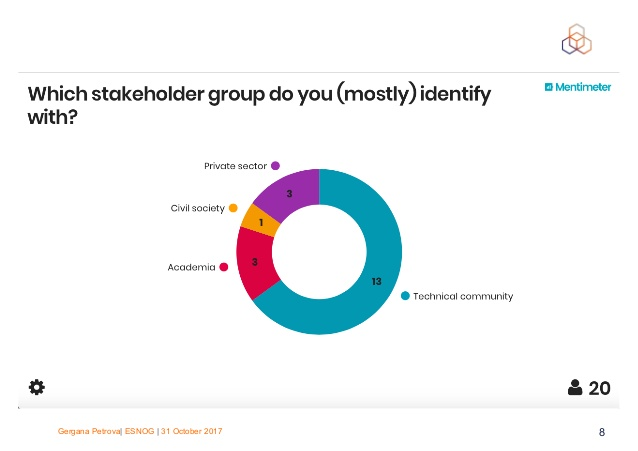 Mentimeter
Which stakeholder group do you (mostly) identify
with?
Private sector
3
Civil society
1
Academia
3
13
Technical community
20
Gergana Petrova| ESNOG | 31 October 2017
8